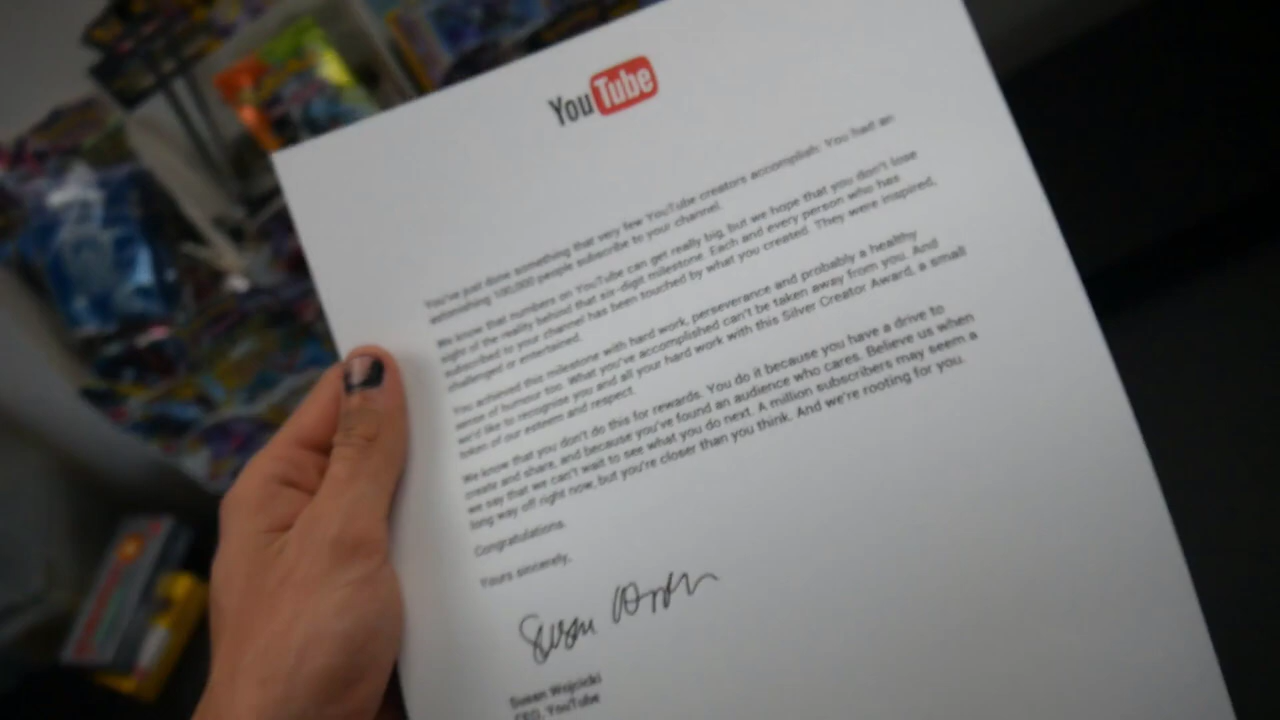 YouTube
You've just done something that very few YouTube creators accomplish: You had an
astonishing 100,000 people subscribe to your channel.
We know that numbers on YouTube can get really big, but we hope that you don't lose
sight of the reality behind that six-digit milestone. Each and every person who has
subscribed to your channel has been touched by what you created. They were inspired,
challenged or entertained.
You achieved this milestone with hard work, perseverance and probably a healthy
sense of humour too. What you've accomplished can't be taken away from you. And
we'd like to recognise you and all your hard work with this Silver Creator Award, a small
token of our esteem and respect.
We know that you don't do this for rewards. You do it because you have a drive to
create and share, and because you've found an audience who cares. Believe us when
we say that we can't wait to see what you do next. A million subscribers may seem a
long way off right now, but you're closer than you think. And we're rooting for you.
Congratulations.
Yours sincerely,
Susan Wojcicki
CEO, YouTube